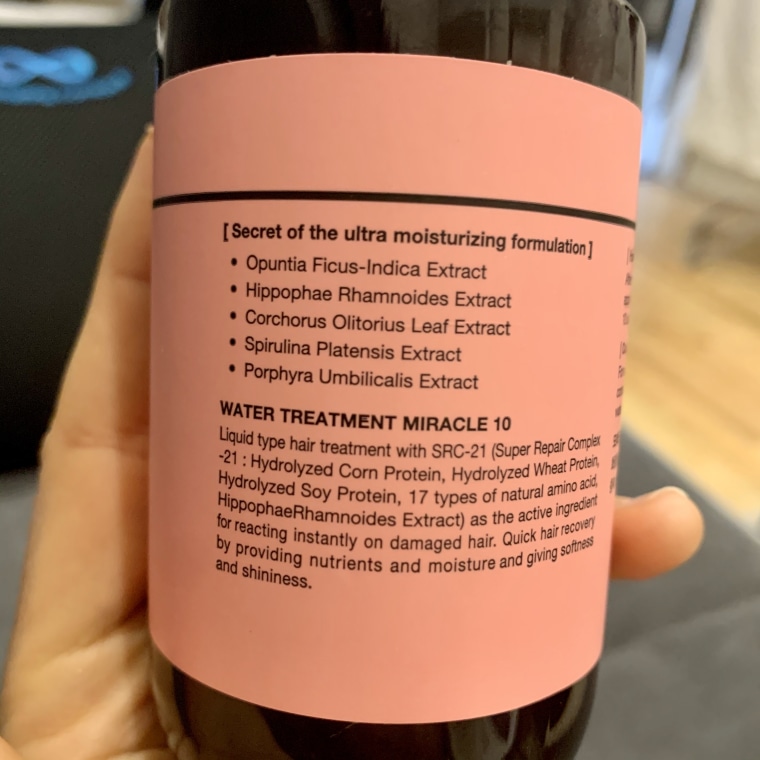 [ Secret of the ultra moisturizing formulation ]
• Opuntia Ficus-Indica Extract
• Hippophae Rhamnoides Extract
• Corchorus Olitorius Leaf Extract
• Spirulina Platensis Extract
• Porphyra Umbilicalis Extract
WATER TREATMENT MIRACLE 10
Liquid type hair treatment with SRC-21 (Super Repair Complex
-21 : Hydrolyzed Corn Protein, Hydrolyzed Wheat Protein,
Hydrolyzed Soy Protein, 17 types of natural amino acid,
HippophaeRhamnoides Extract) as the active ingredient
for reacting instantly on damaged hair. Quick hair recovery
by providing nutrients and moisture and giving softness
and shininess.